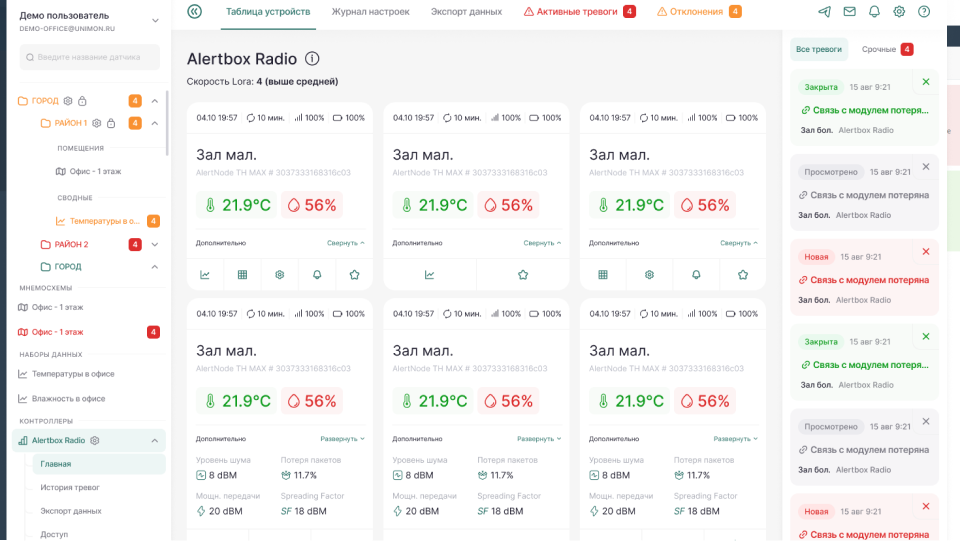 Демо пользователь
DEMO-OFFICE@UNIMON.RU
Введите название датчика
ГОРОД 4
РАЙОН 1 4
ПОМЕЩЕНИЯ
Офис - 1 этаж
СВОДНЫЕ
Температуры в о... 4
РАЙОН 2 4
ГОРОД
МНЕМОСХЕМЫ
Офис - 1 этаж
Офис - 1 этаж 4
НАБОРЫ ДАННЫХ
Температуры в офисе
Влажность в офисе
КОНТРОЛЛЕРЫ
Alertbox Radio
Главная
История тревог
Экспорт данных
Доступ
Таблица устройств Журнал настроек Экспорт данных Активные тревоги 4 Отклонения 4
Alertbox Radio
Скорость Lora: 4 (выше средней)
04.10 19:57 10 мин. 100% 100%
Зал мал.
AlertNode TH MAX # 3037333168316c03
21.9°C 56%
Дополнительно Свернуть
04.10 19:57 10 мин. 100% 100%
Зал мал.
AlertNode TH MAX # 3037333168316c03
21.9°C 56%
Дополнительно Свернуть
04.10 19:57 10 мин. 100% 100%
Зал мал.
AlertNode TH MAX # 3037333168316c03
21.9°C 56%
Дополнительно Свернуть
04.10 19:57 10 мин. 100% 100%
Зал мал.
AlertNode TH MAX # 3037333168316c03
21.9°C 56%
Дополнительно Развернуть
Уровень шума Потеря пакетов
8 dBM 11.7%
Мощн. передачи Spreading Factor
20 dBM SF 18 dBM
04.10 19:57 10 мин. 100% 100%
Зал мал.
AlertNode TH MAX # 3037333168316c03
21.9°C 56%
Дополнительно Развернуть
Уровень шума Потеря пакетов
8 dBM 11.7%
Мощн. передачи Spreading Factor
20 dBM SF 18 dBM
04.10 19:57 10 мин. 100% 100%
Зал мал.
AlertNode TH MAX # 3037333168316c03
21.9°C 56%
Дополнительно Развернуть
Уровень шума Потеря пакетов
8 dBM 11.7%
Мощн. передачи Spreading Factor
20 dBM SF 18 dBM
Все тревоги Срочные 4
Закрыта 15 авг 9:21
Связь с модулем потеря...
Зал бол. Alertbox Radio
Просмотрено 15 авг 9:21
Связь с модулем потеряна
Зал бол. Alertbox Radio
Новая 15 авг 9:21
Связь с модулем потеряна
Зал бол. Alertbox Radio
Закрыта 15 авг 9:21
Связь с модулем потеря...
Зал бол. Alertbox Radio
Просмотрено 15 авг 9:21
Связь с модулем потеряна
Зал бол. Alertbox Radio
Новая 15 авг 9:21
Связь с модулем потеряна